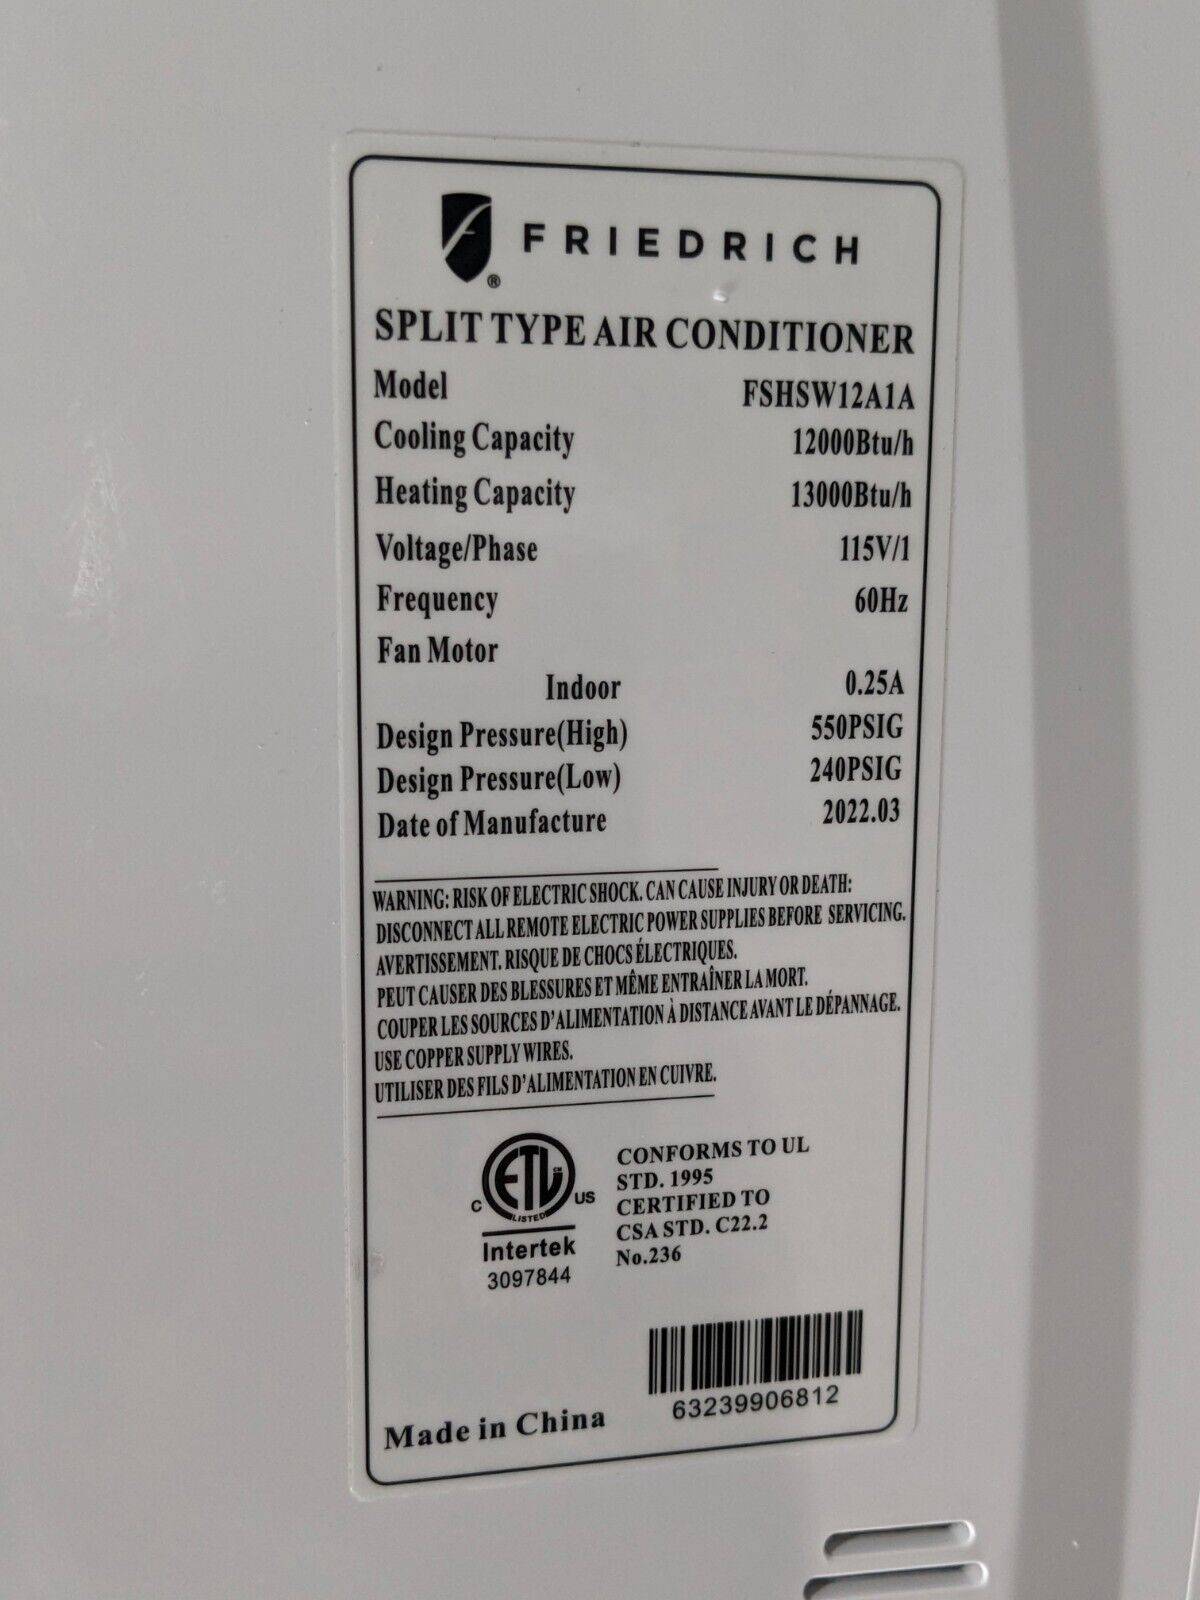 FRIEDRICH
®
SPLIT TYPE AIR CONDITIONER
Model FSHSW12A1A
Cooling Capacity 12000Btu/h
Heating Capacity 13000Btu/h
Voltage/Phase 115V/1
Frequency 60Hz
Fan Motor
Indoor 0.25A
Design Pressure(High) 550PSIG
Design Pressure(Low) 240PSIG
Date of Manufacture 2022.03
WARNING: RISK OF ELECTRIC SHOCK. CAN CAUSE INJURY OR DEATH:
DISCONNECT ALL REMOTE ELECTRIC POWER SUPPLIES BEFORE SERVICING.
AVERTISSEMENT. RISQUE DE CHOCS ÉLECTRIQUES.
PEUT CAUSER DES BLESSURES ET MÊME ENTRAÎNER LA MORT.
COUPER LES SOURCES D'ALIMENTATION À DISTANCE AVANT LE DÉPANNAGE.
USE COPPER SUPPLY WIRES.
UTILISER DES FILS D'ALIMENTATION EN CUIVRE.
C ETL CM US
LISTED
Intertek
3097844
CONFORMS TO UL
STD. 1995
CERTIFIED TO
CSA STD. C22.2
No.236
63239906812
Made in China